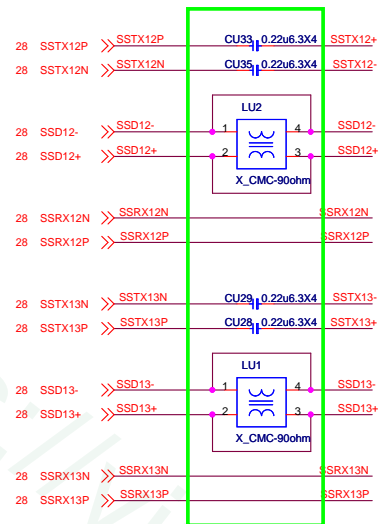 28 SSTX12P SSTX12P CU33 0.22u6.3X4 SSTX12+
28 SSTX12N SSTX12N CU35 0.22u6.3X4 SSTX12-
LU2
28 SSD12- SSD12- 1 4 SSD12-
28 SSD12+ SSD12+ 2 3 SSD12+
X_CMC-90ohm
28 SSRX12N SSRX12N SSRX12N
28 SSRX12P SSRX12P SSRX12P
28 SSTX13N SSTX13N CU29 0.22u6.3X4 SSTX13-
28 SSTX13P SSTX13P CU28 0.22u6.3X4 SSTX13+
LU1
28 SSD13- SSD13- 1 4 SSD13-
28 SSD13+ SSD13+ 2 3 SSD13+
X_CMC-90ohm
28 SSRX13N SSRX13N SSRX13N
28 SSRX13P SSRX13P SSRX13P